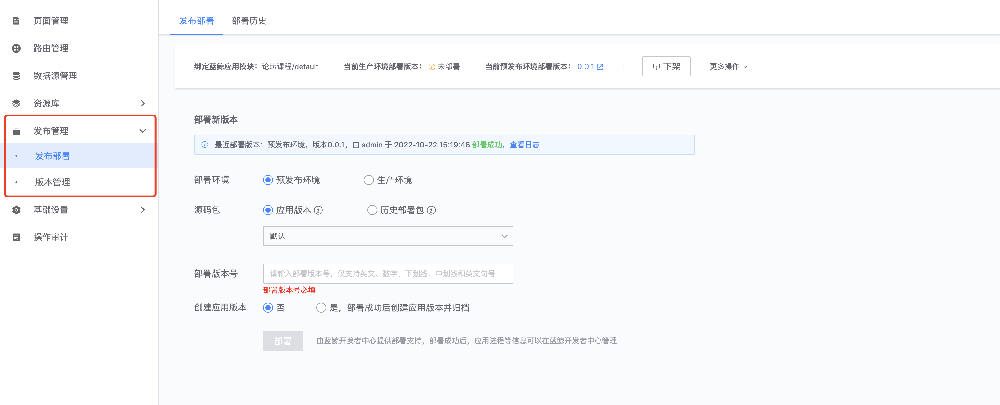 页面管理
路由管理
数据源管理
资源库
发布管理
发布部署
版本管理
基础设置
操作审计
发布部署 部署历史
绑定蓝鲸应用模块：论坛课程/default 当前生产环境部署版本：未部署 当前预发布环境部署版本：0.0.1 下架 更多操作
部署新版本
最近部署版本：预发布环境，版本0.0.1，由 admin 于 2022-10-22 15:19:46 部署成功，查看日志
部署环境 预发布环境 生产环境
源码包 应用版本 历史部署包
默认
部署版本号 请输入部署版本号，仅支持英文、数字、下划线、中划线和英文句号
部署版本号必填
创建应用版本 否 是，部署成功后创建应用版本并归档
部署 由蓝鲸开发者中心提供部署支持，部署成功后，应用进程等信息可以在蓝鲸开发者中心管理